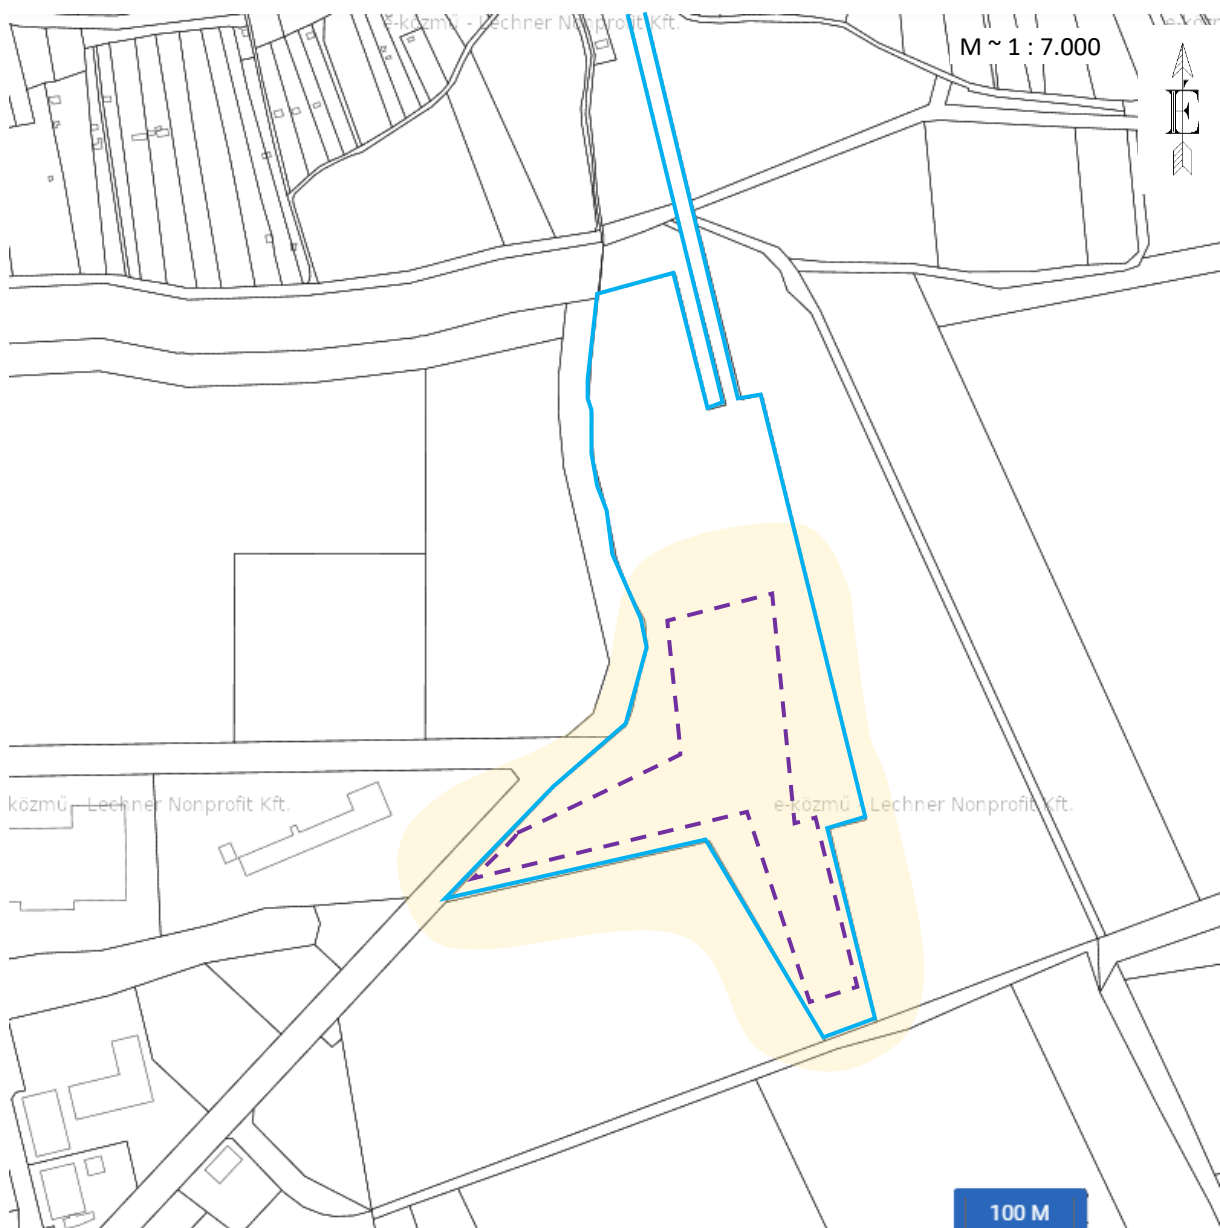 e-közmű - Lechner Nonprofit Kft.
M ~ 1 : 7.000
É
közmű - Lechner Nonprofit Kft.
e-közmű - Lechner Nonprofit Kft.
100 M